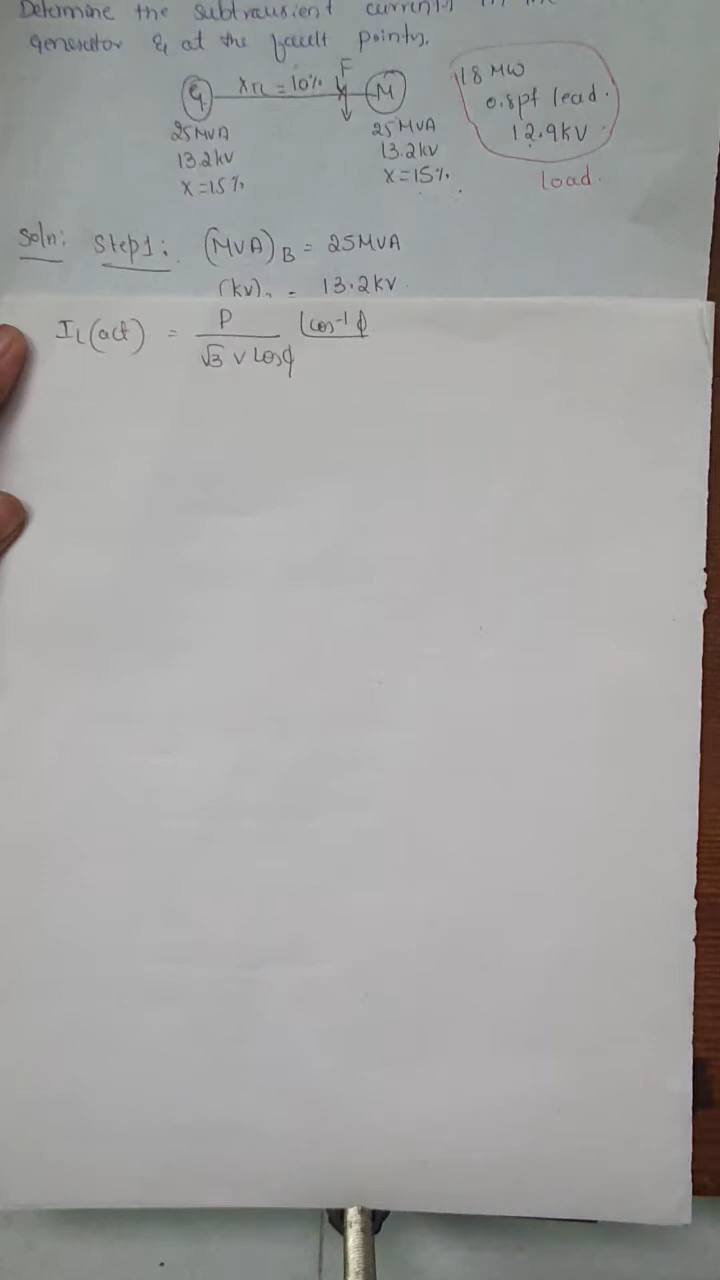 Determine the subtransient currents in the
generator & at the fault points.
XTL = 10% F
G M
25MVA
13.2kV
X=15%
25MVA
13.2kV
X=15%
18 MW
0.8pf lead.
12.9kV
load.
Soln: Step1: (MVA)B = 25MVA
(kV) = 13.2kV
IL(act) = P / √3 V cosϕ ∟cos-1 ϕ